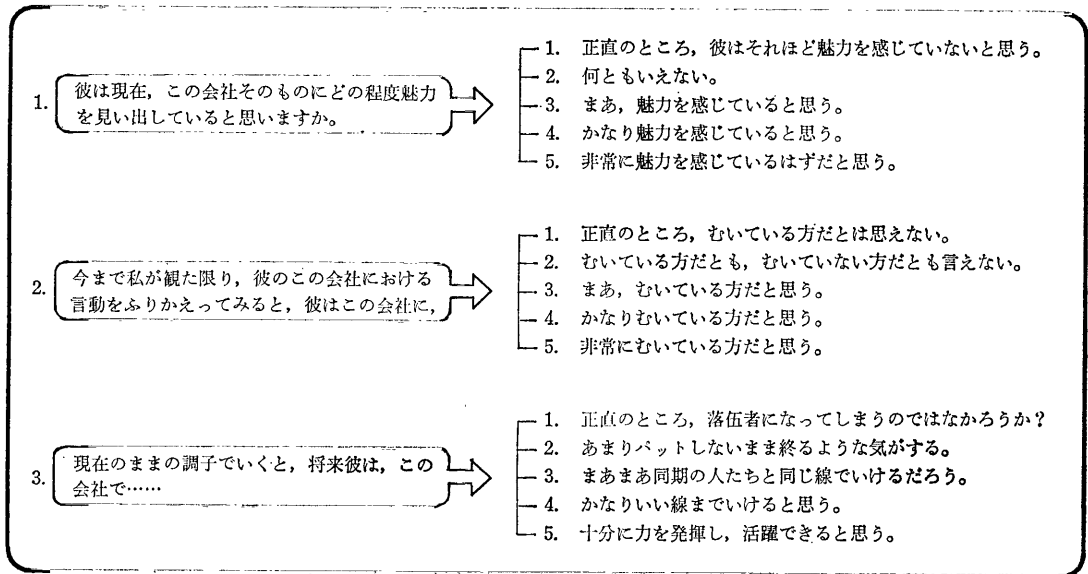 1. 彼は現在，この会社そのものにどの程度魅力
を見い出していると思いますか。
1. 正直のところ，彼はそれほど魅力を感じていないと思う。
2. 何ともいえない。
3. まあ，魅力を感じていると思う。
4. かなり魅力を感じていると思う。
5. 非常に魅力を感じているはずだと思う。
2. 今まで私が観た限り，彼のこの会社における
言動をふりかえってみると，彼はこの会社に，
1. 正直のところ，むいている方だとは思えない。
2. むいている方だとも，むいていない方だとも言えない。
3. まあ，むいている方だと思う。
4. かなりむいている方だと思う。
5. 非常にむいている方だと思う。
3. 現在のままの調子でいくと，将来彼は，この
会社で……
1. 正直のところ，落伍者になってしまうのではなかろうか？
2. あまりパットしないまま終るような気がする。
3. まあまあ同期の人たちと同じ線でいけるだろう。
4. かなりいい線までいけると思う。
5. 十分に力を発揮し，活躍できると思う。